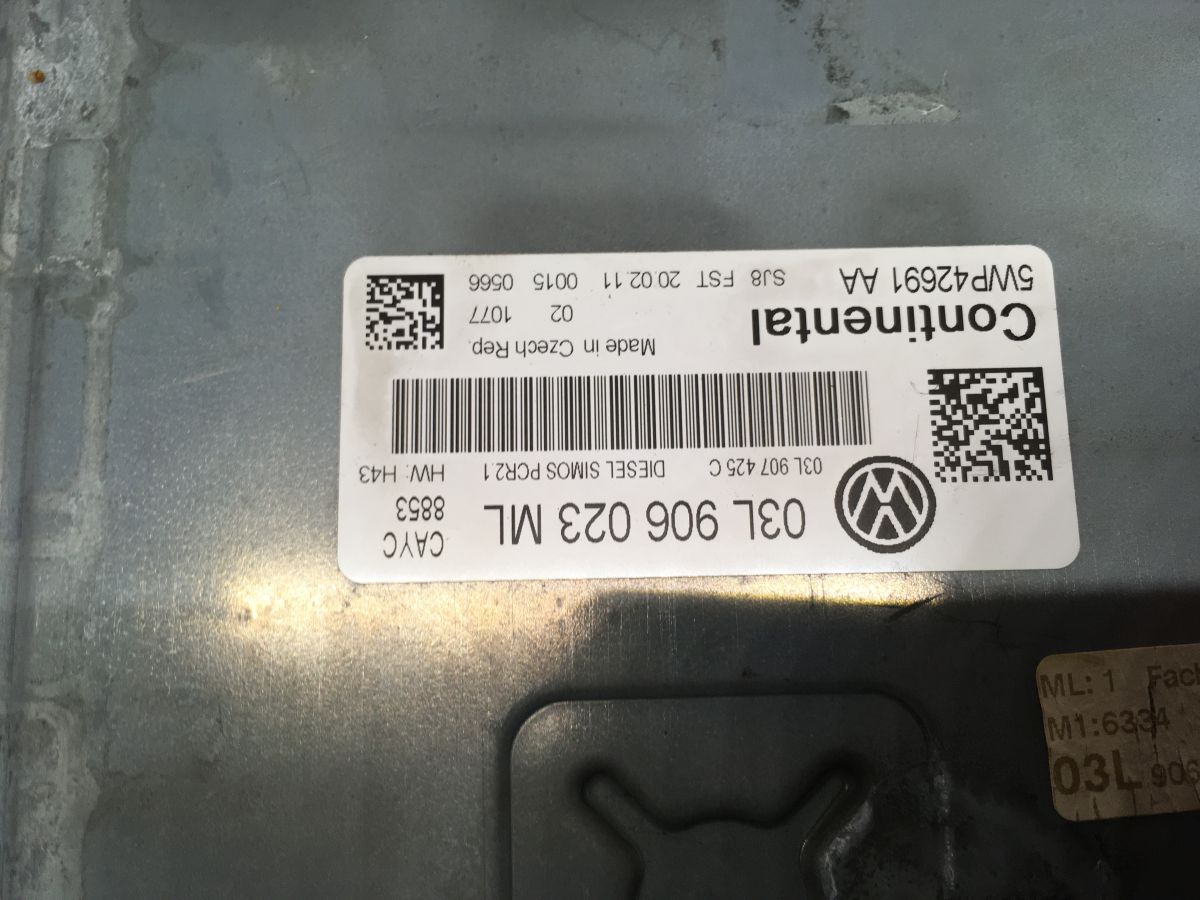 03L 906 023 ML
CAYC
8853
03L 907 425 C DIESEL SIMOS PCR2.1 HW: H43
Made in Czech Rep.
Continental
02 1077
5WP42691 AA SJ8 FST 20.02.11 0015 0566
ML: 1
M1:6334
03L 906